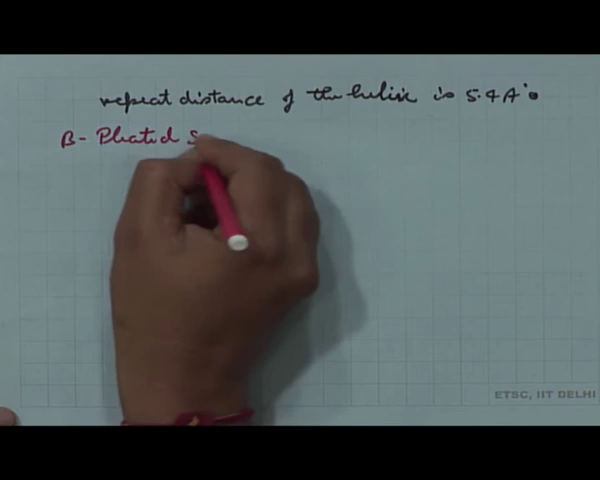 repeat distance of the helix is 5.4 A°.
β- Pleated S
ETSC, IIT DELHI